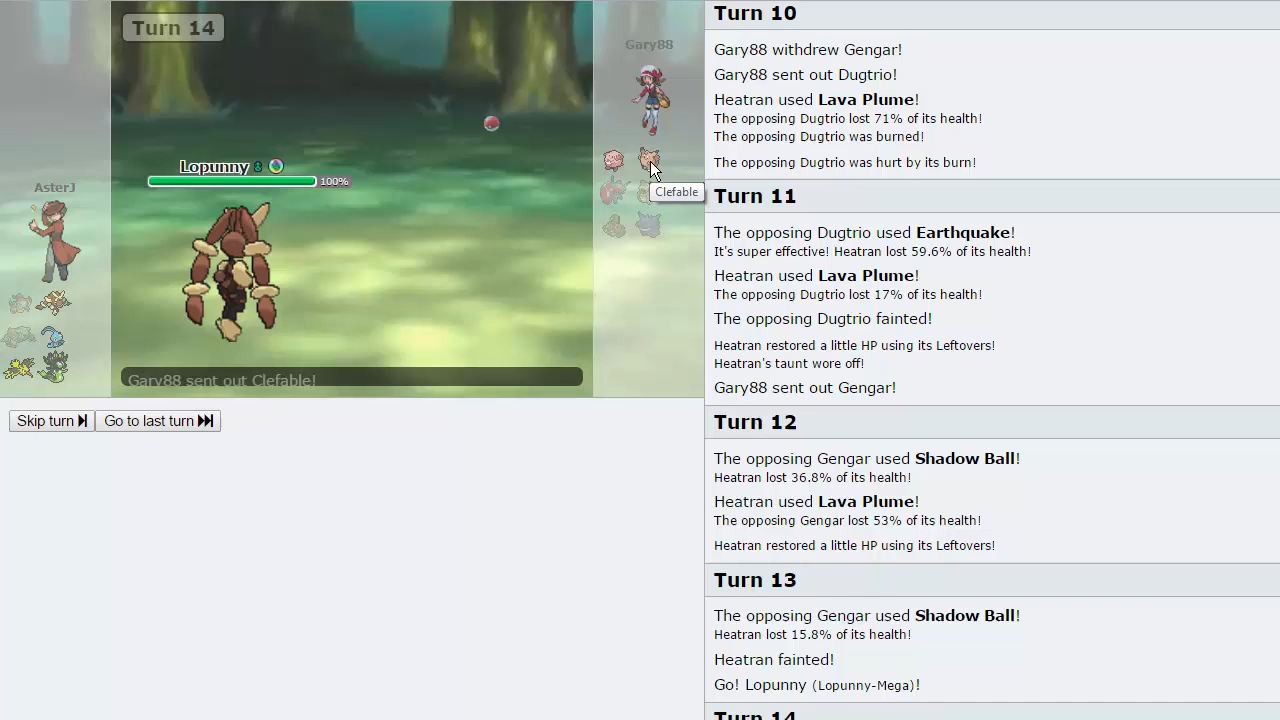 Turn 14
Gary88
Lopunny
100%
Clefable
AsterJ
Gary88 sent out Clefable!
Skip turn
Go to last turn
Turn 10
Gary88 withdrew Gengar!
Gary88 sent out Dugtrio!
Heatran used Lava Plume!
The opposing Dugtrio lost 71% of its health!
The opposing Dugtrio was burned!
The opposing Dugtrio was hurt by its burn!
Turn 11
The opposing Dugtrio used Earthquake!
It's super effective! Heatran lost 59.6% of its health!
Heatran used Lava Plume!
The opposing Dugtrio lost 17% of its health!
The opposing Dugtrio fainted!
Heatran restored a little HP using its Leftovers!
Heatran's taunt wore off!
Gary88 sent out Gengar!
Turn 12
The opposing Gengar used Shadow Ball!
Heatran lost 36.8% of its health!
Heatran used Lava Plume!
The opposing Gengar lost 53% of its health!
Heatran restored a little HP using its Leftovers!
Turn 13
The opposing Gengar used Shadow Ball!
Heatran lost 15.8% of its health!
Heatran fainted!
Go! Lopunny (Lopunny-Mega)!
Turn 14